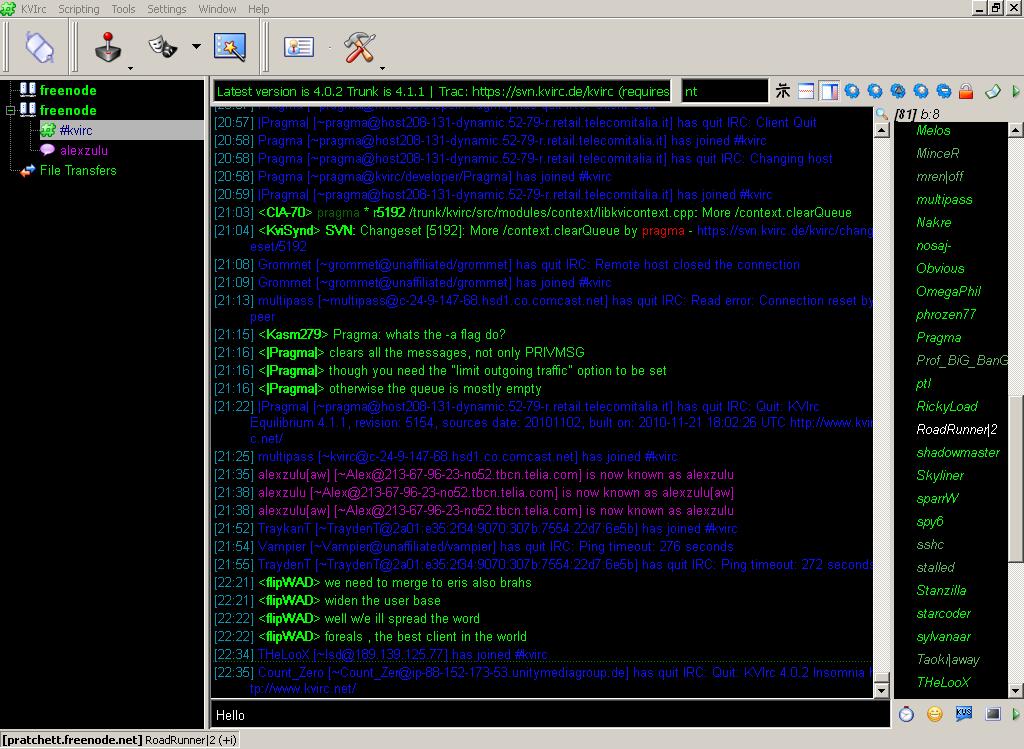 KVIrc Scripting Tools Settings Window Help
freenode
freenode
#kvirc
alexzulu
File Transfers
Latest version is 4.0.2 Trunk is 4.1.1 | Trac: https://svn.kvirc.de/kvirc (requires
nt
[81] b:8
[20:57] |Pragma| [~pragma@host208-131-dynamic.52-79-r.retail.telecomitalia.it] has quit IRC: Client Quit
[20:58] Pragma [~pragma@host208-131-dynamic.52-79-r.retail.telecomitalia.it] has joined #kvirc
[20:58] Pragma [~pragma@host208-131-dynamic.52-79-r.retail.telecomitalia.it] has quit IRC: Changing host
[20:58] Pragma [~pragma@kvirc/developer/Pragma] has joined #kvirc
[20:59] |Pragma| [~pragma@host208-131-dynamic.52-79-r.retail.telecomitalia.it] has joined #kvirc
[21:03] <CIA-70> pragma * r5192 /trunk/kvirc/src/modules/context/libkvicontext.cpp: More /context.clearQueue
[21:04] <KviSynd> SVN: Changeset [5192]: More /context.clearQueue by pragma - https://svn.kvirc.de/kvirc/chang
eset/5192
[21:08] Grommet [~grommet@unaffiliated/grommet] has quit IRC: Remote host closed the connection
[21:09] Grommet [~grommet@unaffiliated/grommet] has joined #kvirc
[21:13] multipass [~multipass@c-24-9-147-68.hsd1.co.comcast.net] has quit IRC: Read error: Connection reset by
peer
[21:15] <Kasm279> Pragma: whats the -a flag do?
[21:16] <|Pragma|> clears all the messages, not only PRIVMSG
[21:16] <|Pragma|> though you need the "limit outgoing traffic" option to be set
[21:16] <|Pragma|> otherwise the queue is mostly empty
[21:22] |Pragma| [~pragma@host208-131-dynamic.52-79-r.retail.telecomitalia.it] has quit IRC: Quit: KVIrc
Equilibrium 4.1.1, revision: 5154, sources date: 20101102, built on: 2010-11-21 18:02:26 UTC http://www.kvir
c.net/
[21:25] multipass [~kvirc@c-24-9-147-68.hsd1.co.comcast.net] has joined #kvirc
[21:35] alexzulu[aw] [~Alex@213-67-96-23-no52.tbcn.telia.com] is now known as alexzulu
[21:38] alexzulu [~Alex@213-67-96-23-no52.tbcn.telia.com] is now known as alexzulu[aw]
[21:38] alexzulu[aw] [~Alex@213-67-96-23-no52.tbcn.telia.com] is now known as alexzulu
[21:52] TraykanT [~TraydenT@2a01:e35:2f34:9070:307b:7554:22d7:6e5b] has joined #kvirc
[21:54] Vampier [~Vampier@unaffiliated/vampier] has quit IRC: Ping timeout: 276 seconds
[21:55] TraydenT [~TraydenT@2a01:e35:2f34:9070:307b:7554:22d7:6e5b] has quit IRC: Ping timeout: 272 seconds
[22:21] <flipWAD> we need to merge to eris also brahs
[22:21] <flipWAD> widen the user base
[22:22] <flipWAD> well w/e ill spread the word
[22:22] <flipWAD> foreals , the best client in the world
[22:34] THeLooX [~lsd@189.139.125.77] has joined #kvirc
[22:35] Count_Zero [~Count_Zer@ip-88-152-173-53.unitymediagroup.de] has quit IRC: Quit: KVIrc 4.0.2 Insomnia
tp://www.kvirc.net/
Melos
MinceR
mren|off
multipass
Nakre
nosaj-
Obvious
OmegaPhil
phrozen77
Pragma
Prof_BiG_BanG
ptl
RickyLoad
RoadRunner|2
shadowmaster
Skyliner
sparrW
spy6
sshc
stalled
Stanzilla
starcoder
sylvanaar
Taoki|away
THeLooX
Hello
KVS
[pratchett.freenode.net] RoadRunner|2 (+i)